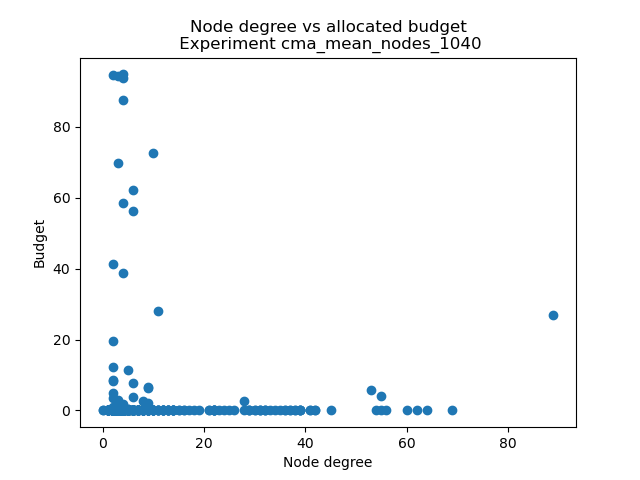 Node degree vs allocated budget
Experiment cma_mean_nodes_1040
Budget
80
60
40
20
0
0 20 40 60 80
Node degree